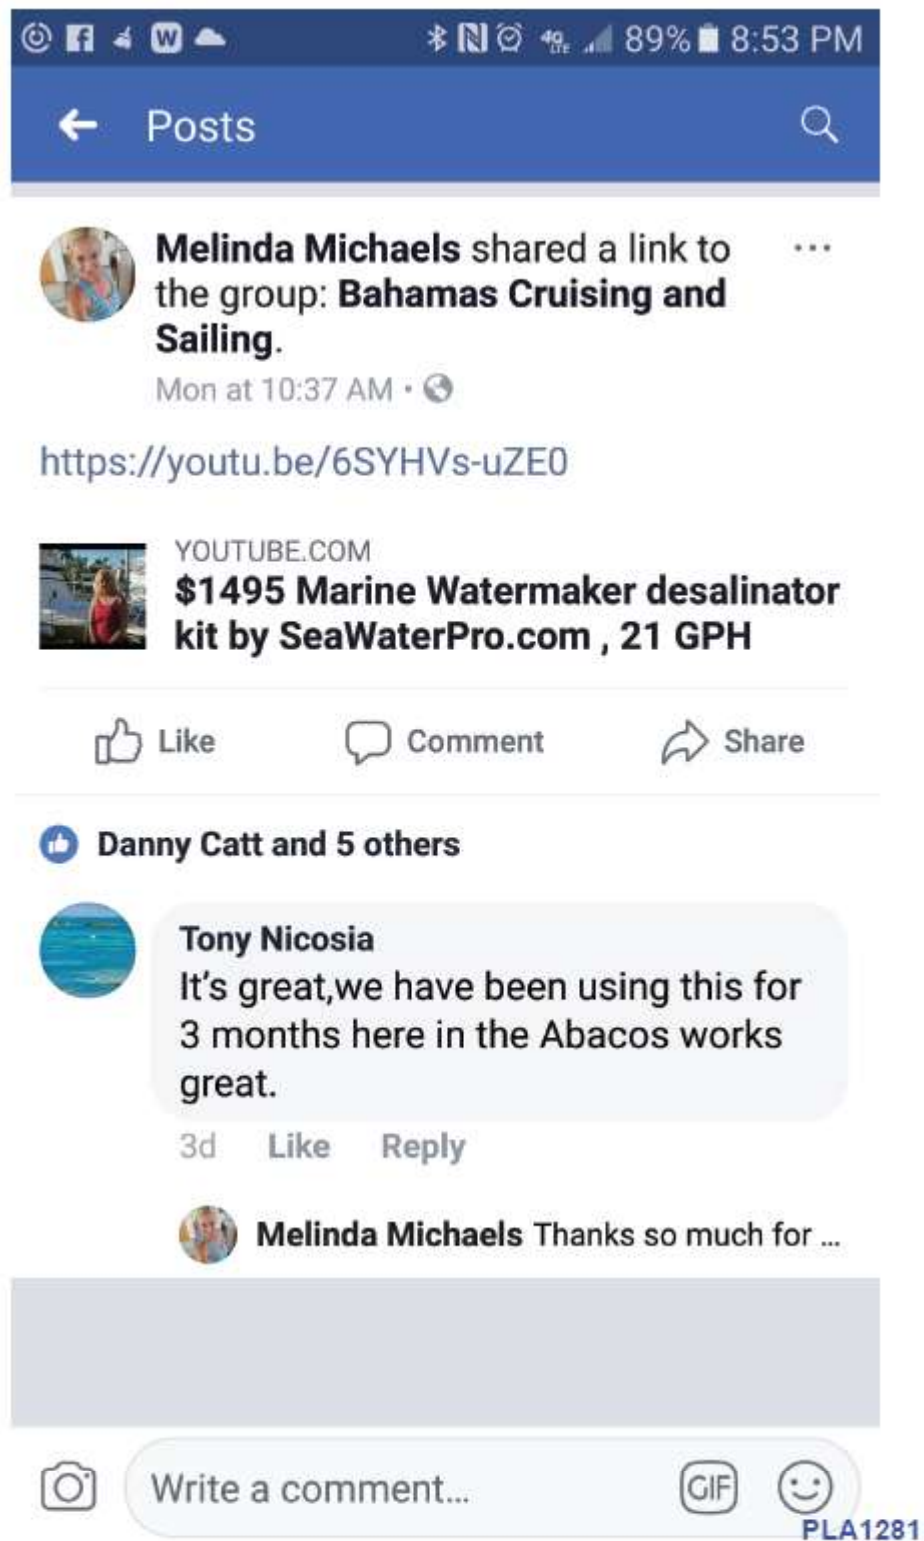 89% 8:53 PM
Posts
Melinda Michaels shared a link to
the group: Bahamas Cruising and
Sailing.
Mon at 10:37 AM •
https://youtu.be/6SYHVs-uZE0
YOUTUBE.COM
$1495 Marine Watermaker desalinator
kit by SeaWaterPro.com , 21 GPH
Like Comment Share
Danny Catt and 5 others
Tony Nicosia
It's great,we have been using this for
3 months here in the Abacos works
great.
3d Like Reply
Melinda Michaels Thanks so much for ...
Write a comment... GIF
PLA1281